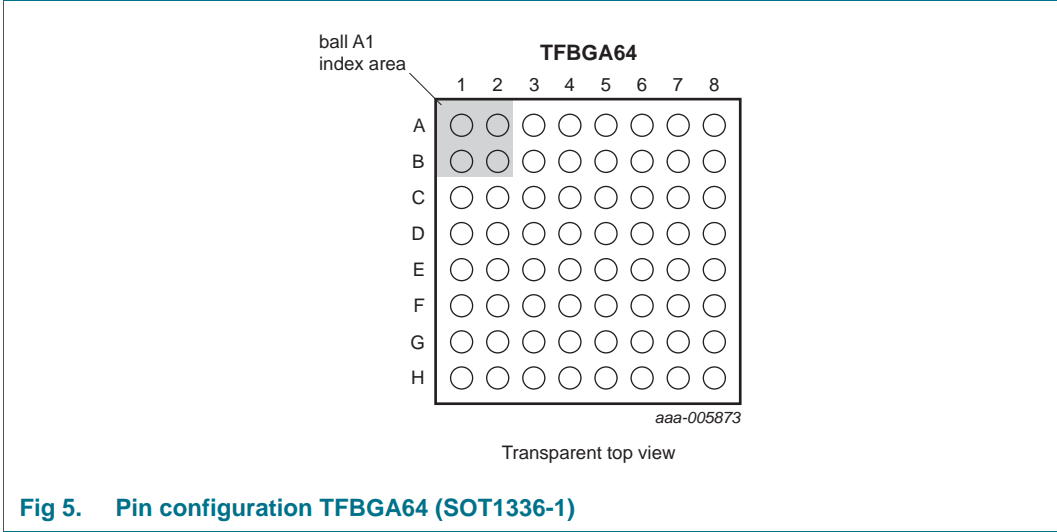 ball A1
index area
TFBGA64
1 2 3 4 5 6 7 8
A
B
C
D
E
F
G
H
aaa-005873
Transparent top view
Fig 5. Pin configuration TFBGA64 (SOT1336-1)